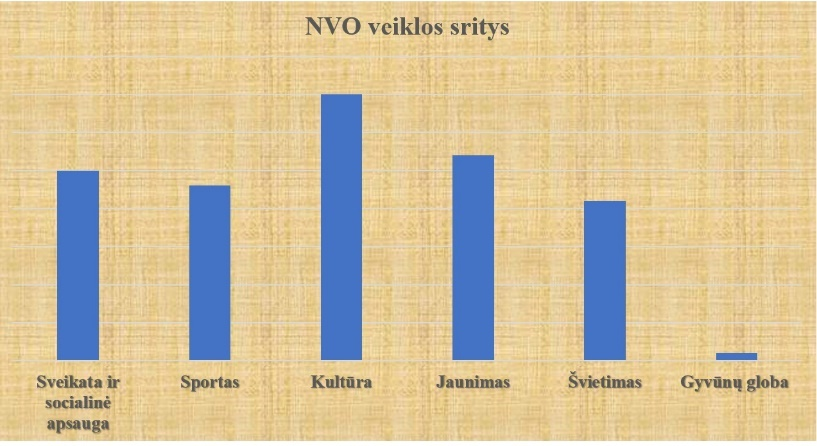 NVO veiklos sritys
Sveikata ir
socialinė
apsauga
Sportas
Kultūra
Jaunimas
Švietimas
Gyvūnų globa